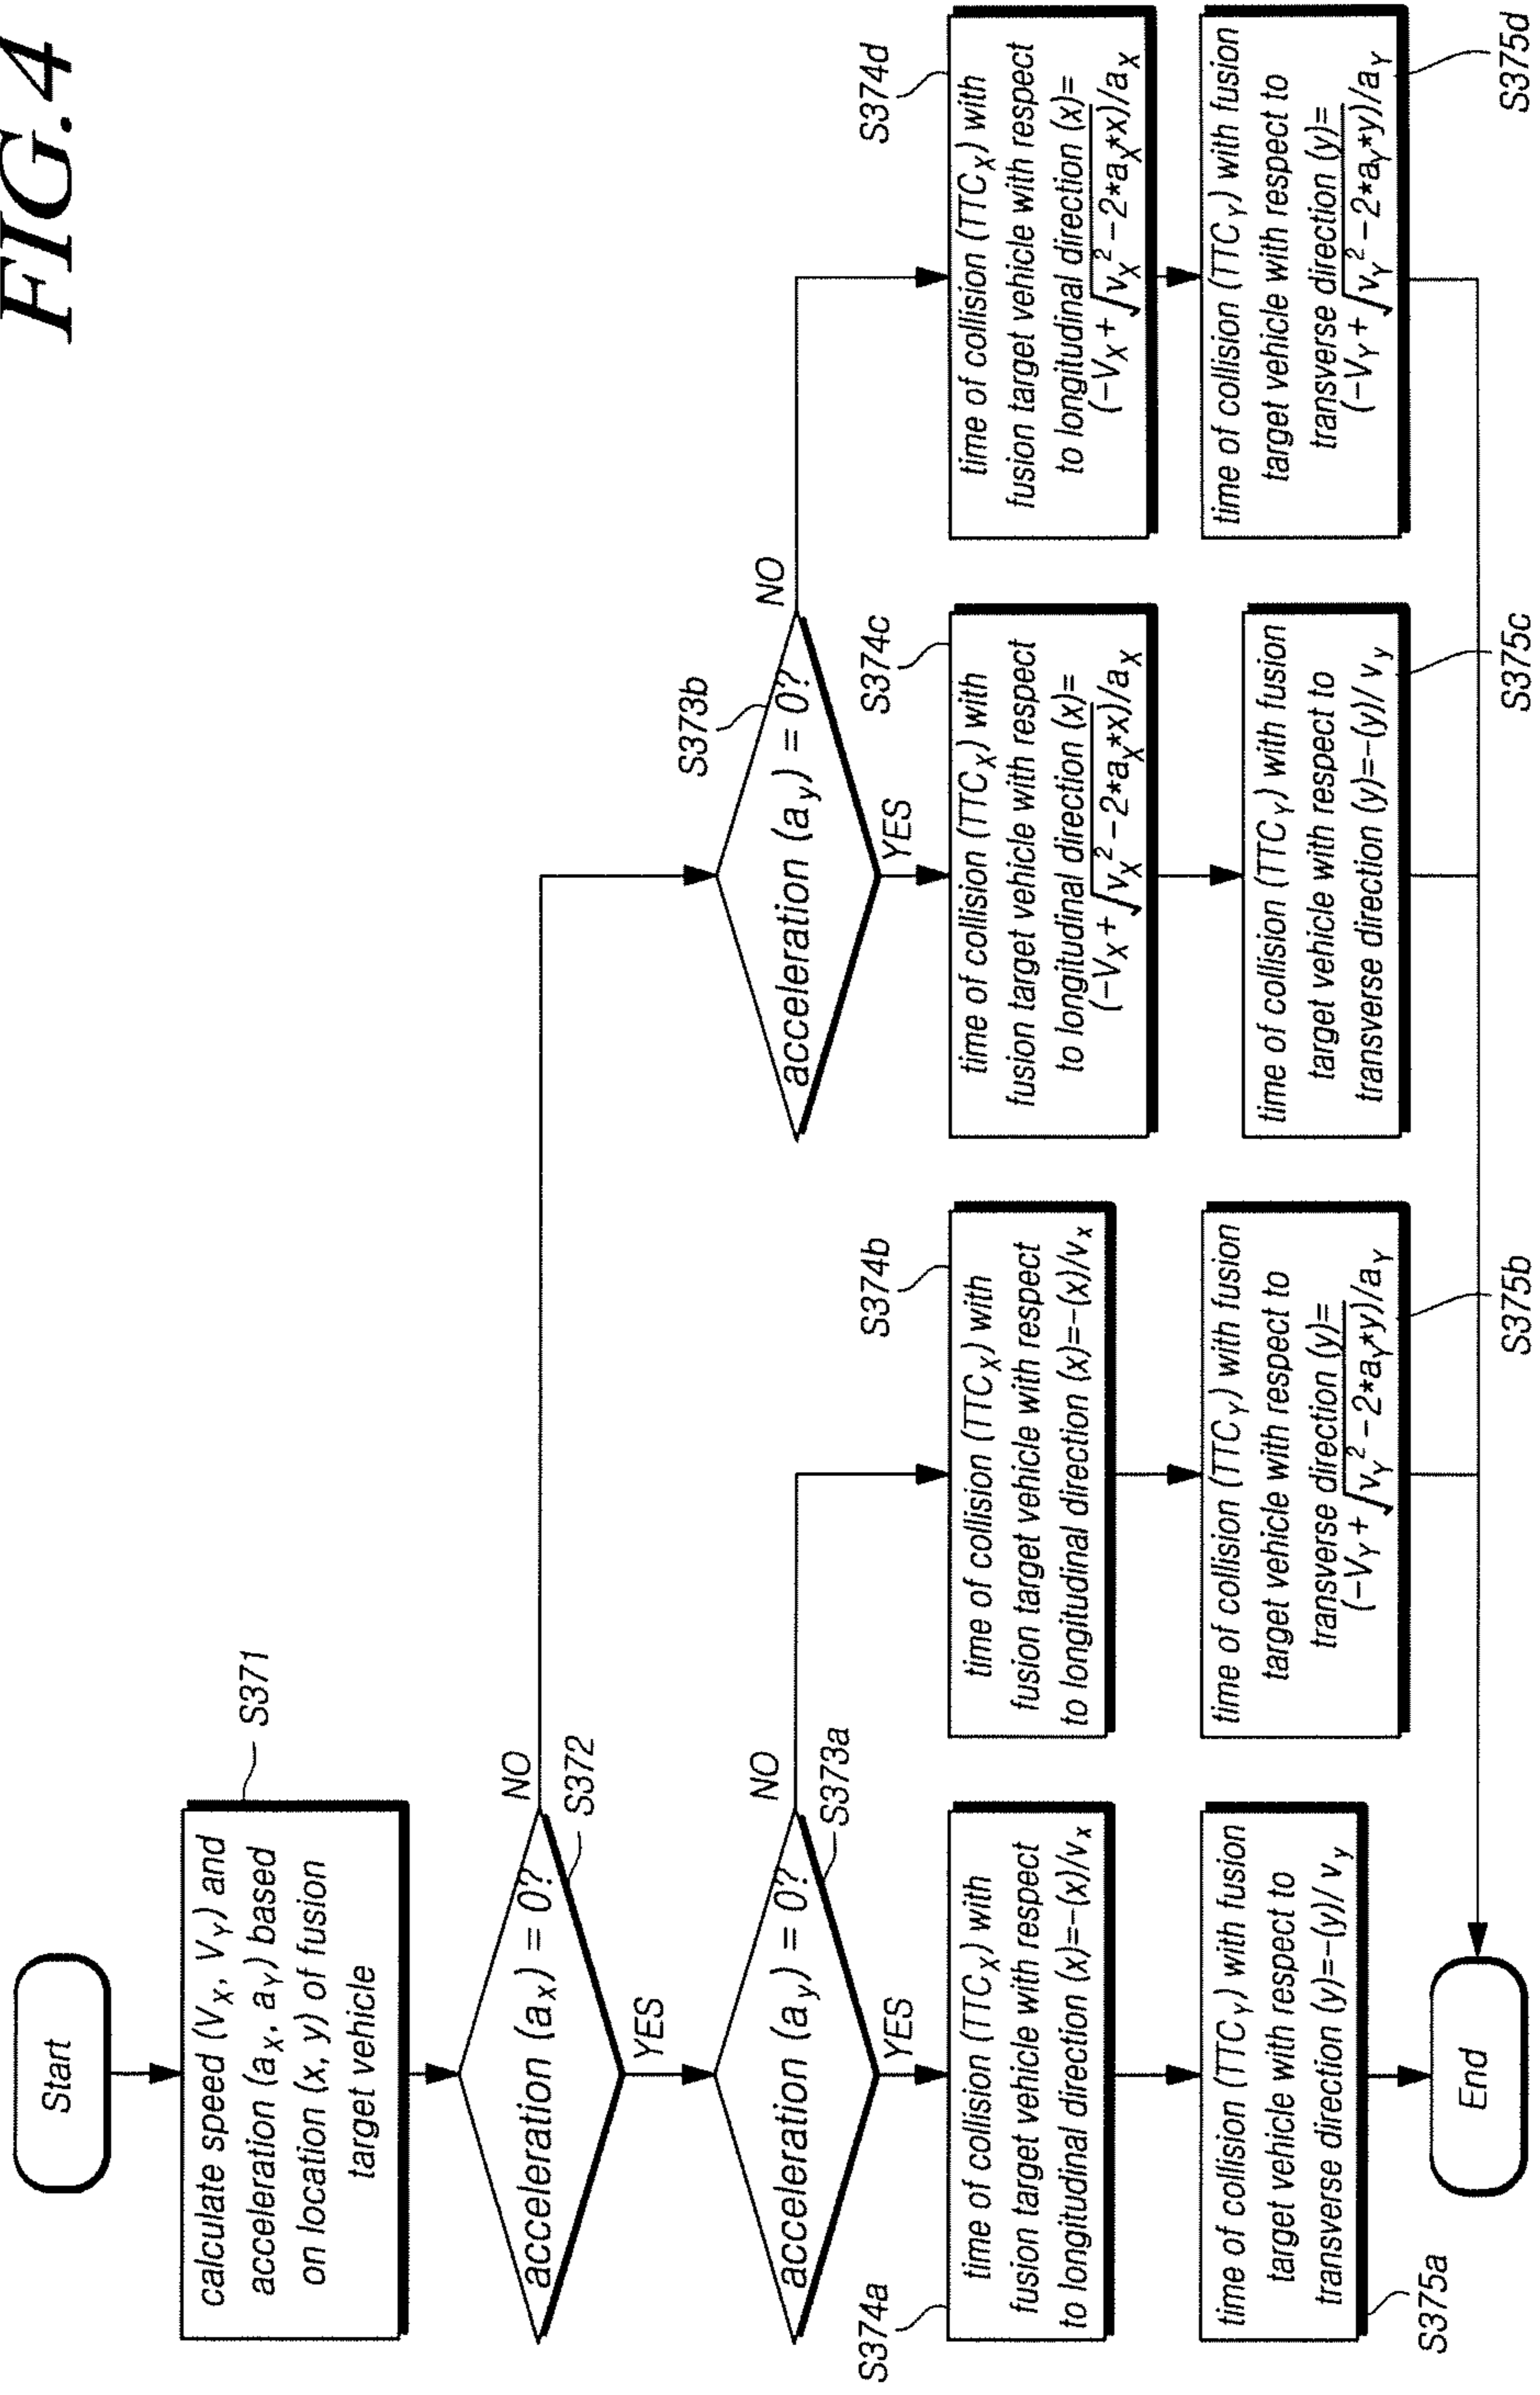 FIG.4
Start
calculate speed (VX, VY) and
acceleration (aX, aY) based
on location (x, y) of fusion
target vehicle
S371
acceleration (ax) = 0?
S372
NO
YES
acceleration (ay) = 0?
S373a
NO
YES
acceleration (ay) = 0?
S373b
NO
YES
S374a
time of collision (TTCX) with
fusion target vehicle with respect
to longitudinal direction (x)=-(x)/vx
S374b
time of collision (TTCX) with
fusion target vehicle with respect
to longitudinal direction (x)=-(x)/vx
S374c
time of collision (TTCX) with
fusion target vehicle with respect
to longitudinal direction (x)=
(-VX + √vX² - 2*aX*x)/aX
S374d
time of collision (TTCX) with
fusion target vehicle with respect
to longitudinal direction (x)=
(-VX + √vX² - 2*aX*x)/aX
time of collision (TTCY) with fusion
target vehicle with respect to
transverse direction (y)=-(y)/ vy
S375a
time of collision (TTCY) with fusion
target vehicle with respect to
transverse direction (y)=
(-VY + √vY² - 2*aY*y)/aY
S375b
time of collision (TTCY) with fusion
target vehicle with respect to
transverse direction (y)=-(y)/ vy
S375c
time of collision (TTCY) with fusion
target vehicle with respect to
transverse direction (y)=
(-VY + √vY² - 2*aY*y)/aY
S375d
End